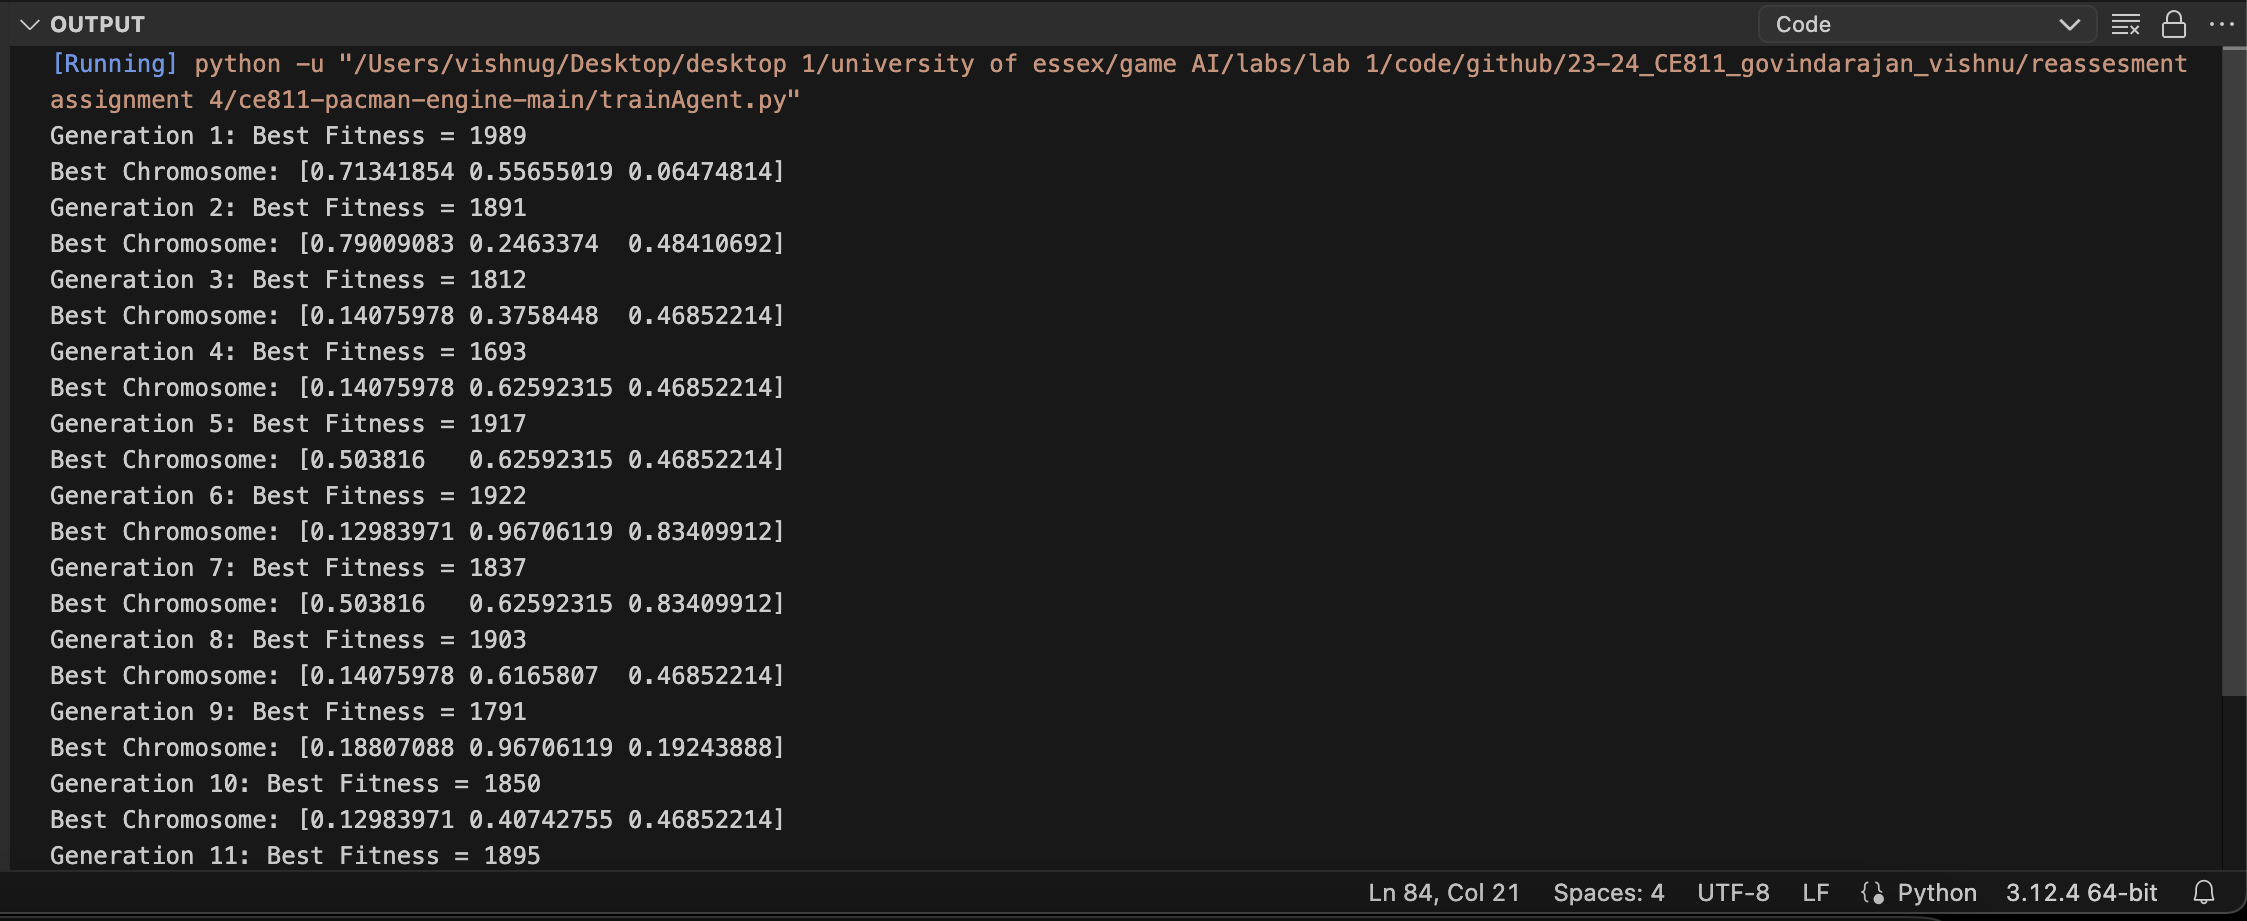 OUTPUT
Code
[Running] python -u "/Users/vishnug/Desktop/desktop 1/university of essex/game AI/labs/lab 1/code/github/23-24_CE811_govindarajan_vishnu/reassesment
assignment 4/ce811-pacman-engine-main/trainAgent.py"
Generation 1: Best Fitness = 1989
Best Chromosome: [0.71341854 0.55655019 0.06474814]
Generation 2: Best Fitness = 1891
Best Chromosome: [0.79009083 0.2463374  0.48410692]
Generation 3: Best Fitness = 1812
Best Chromosome: [0.14075978 0.3758448  0.46852214]
Generation 4: Best Fitness = 1693
Best Chromosome: [0.14075978 0.62592315 0.46852214]
Generation 5: Best Fitness = 1917
Best Chromosome: [0.503816   0.62592315 0.46852214]
Generation 6: Best Fitness = 1922
Best Chromosome: [0.12983971 0.96706119 0.83409912]
Generation 7: Best Fitness = 1837
Best Chromosome: [0.503816   0.62592315 0.83409912]
Generation 8: Best Fitness = 1903
Best Chromosome: [0.14075978 0.6165807  0.46852214]
Generation 9: Best Fitness = 1791
Best Chromosome: [0.18807088 0.96706119 0.19243888]
Generation 10: Best Fitness = 1850
Best Chromosome: [0.12983971 0.40742755 0.46852214]
Generation 11: Best Fitness = 1895
Ln 84, Col 21 Spaces: 4 UTF-8 LF Python 3.12.4 64-bit